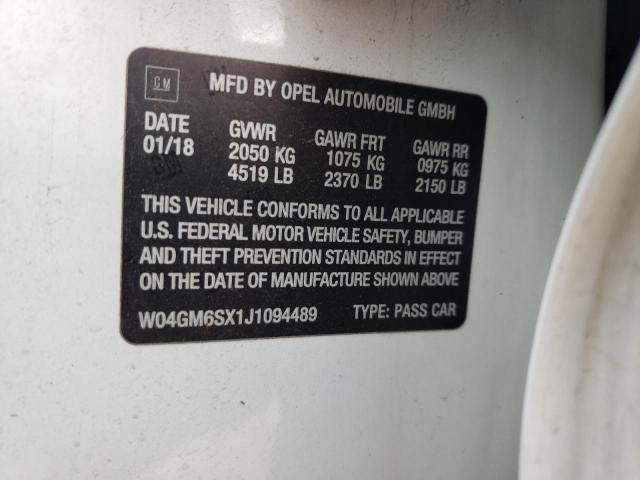 GM MFD BY OPEL AUTOMOBILE GMBH
DATE GVWR GAWR FRT GAWR RR
01/18 2050 KG 1075 KG 0975 KG
4519 LB 2370 LB 2150 LB
THIS VEHICLE CONFORMS TO ALL APPLICABLE
U.S. FEDERAL MOTOR VEHICLE SAFETY, BUMPER
AND THEFT PREVENTION STANDARDS IN EFFECT
ON THE DATE OF MANUFACTURE SHOWN ABOVE
W04GM6SX1J1094489 TYPE: PASS CAR